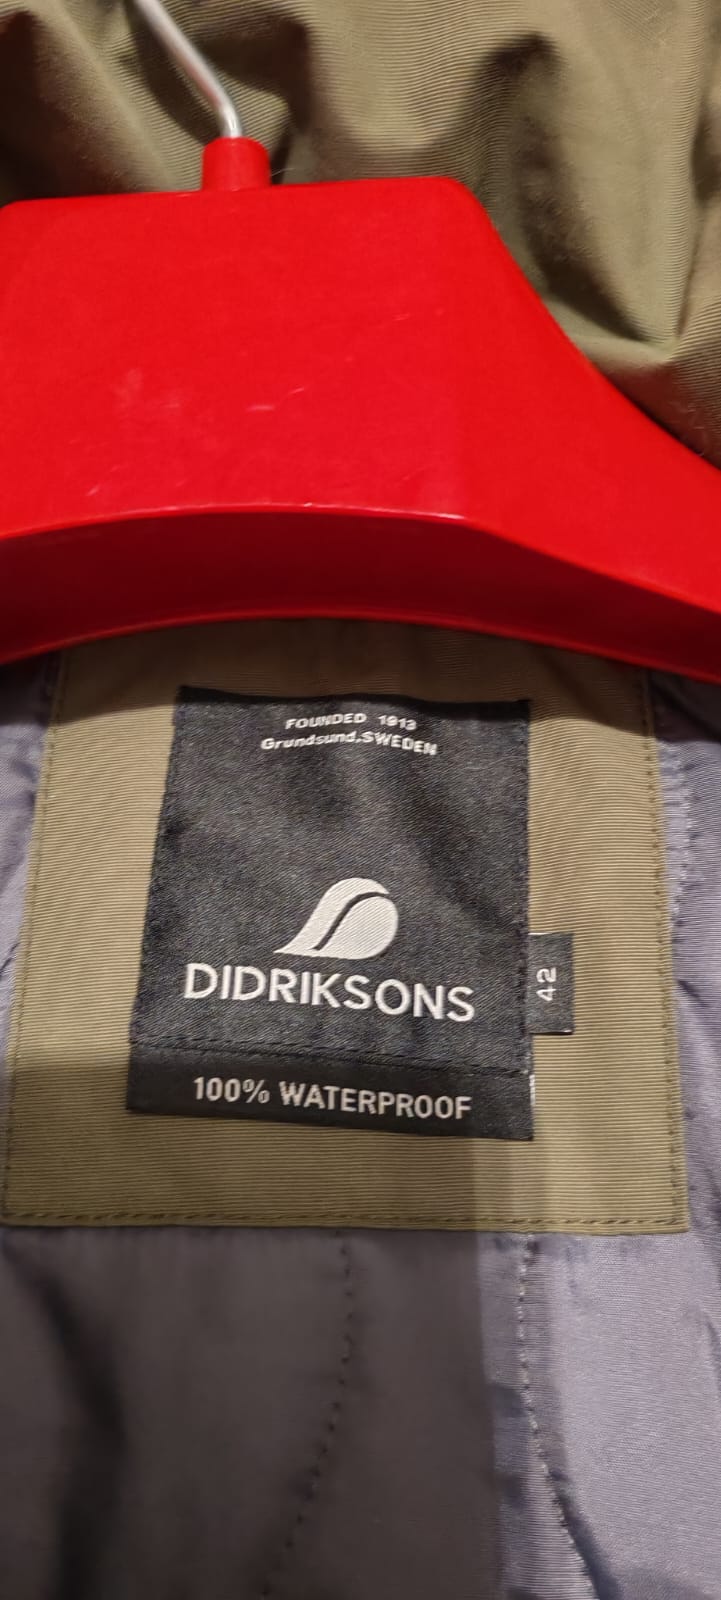 FOUNDED 1913
Grundsund,SWEDEN
DIDRIKSONS
42
100% WATERPROOF